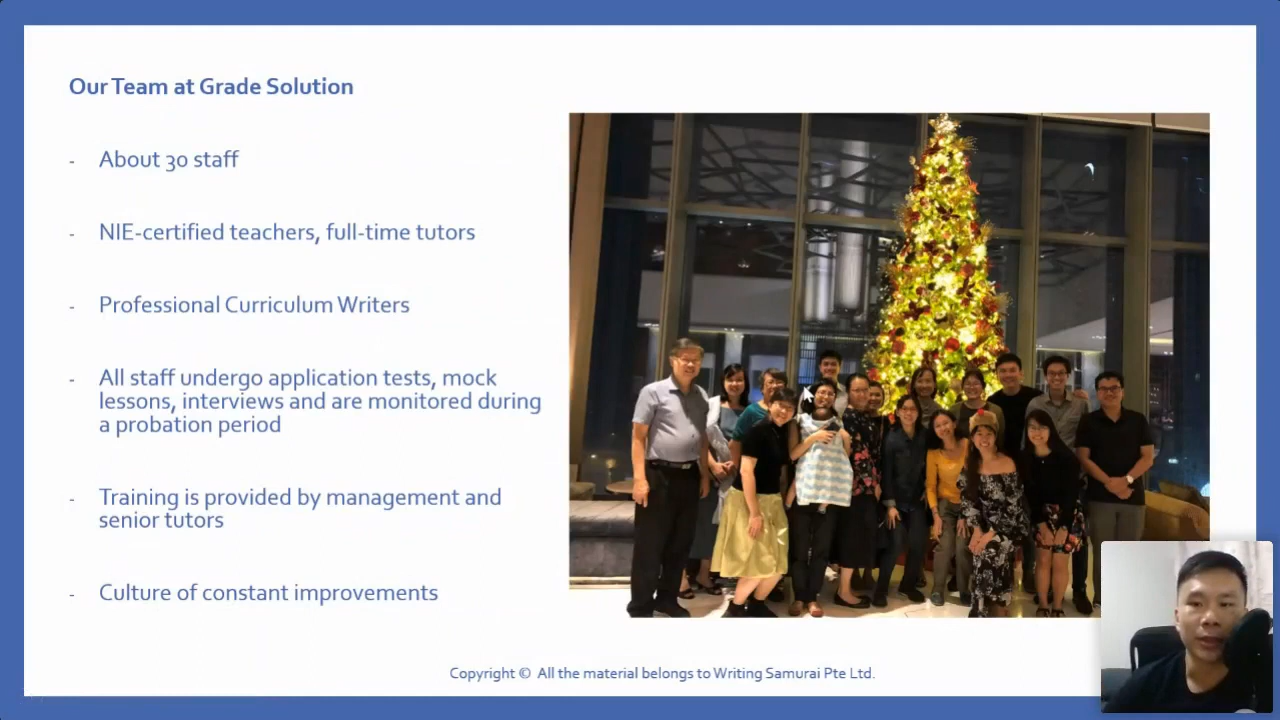 Our Team at Grade Solution
- About 30 staff
- NIE-certified teachers, full-time tutors
- Professional Curriculum Writers
- All staff undergo application tests, mock
lessons, interviews and are monitored during
a probation period
- Training is provided by management and
senior tutors
- Culture of constant improvements
Copyright © All the material belongs to Writing Samurai Pte Ltd.